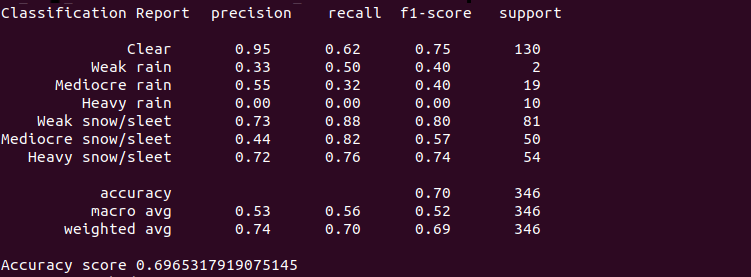 Classification Report precision recall f1-score support
Clear 0.95 0.62 0.75 130
Weak rain 0.33 0.50 0.40 2
Mediocre rain 0.55 0.32 0.40 19
Heavy rain 0.00 0.00 0.00 10
Weak snow/sleet 0.73 0.88 0.80 81
Mediocre snow/sleet 0.44 0.82 0.57 50
Heavy snow/sleet 0.72 0.76 0.74 54
accuracy 0.70 346
macro avg 0.53 0.56 0.52 346
weighted avg 0.74 0.70 0.69 346
Accuracy score 0.6965317919075145